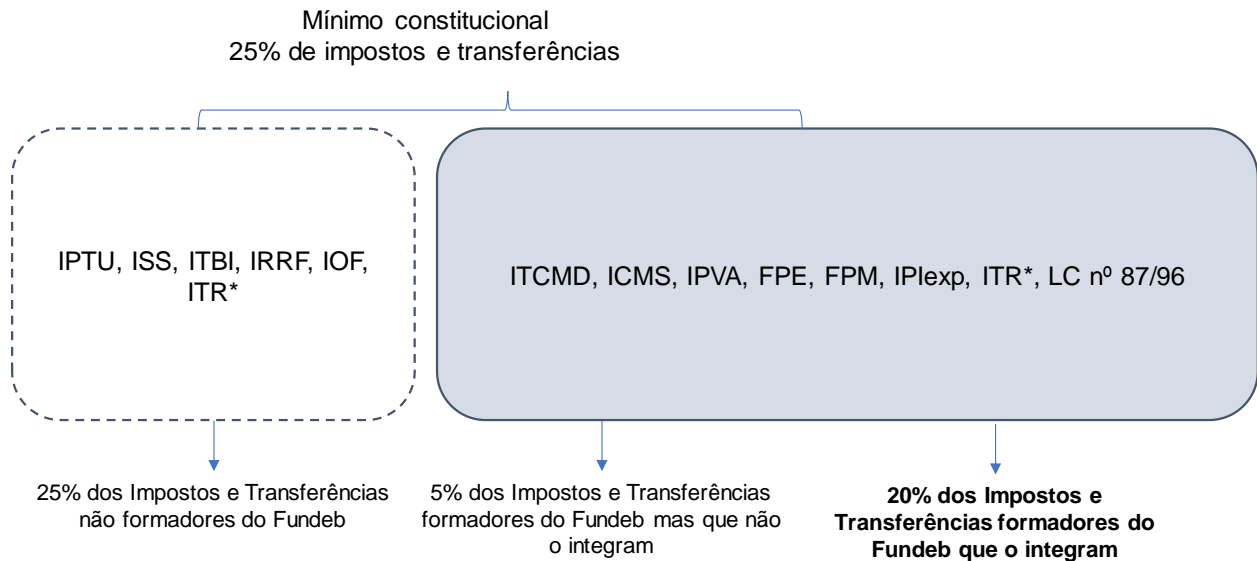 Mínimo constitucional
25% de impostos e transferências
IPTU, ISS, ITBI, IRRF, IOF,
ITR*
ITCMD, ICMS, IPVA, FPE, FPM, IPIexp, ITR*, LC nº 87/96
25% dos Impostos e Transferências
não formadores do Fundeb
5% dos Impostos e Transferências
formadores do Fundeb mas que não
o integram
20% dos Impostos e
Transferências formadores do
Fundeb que o integram